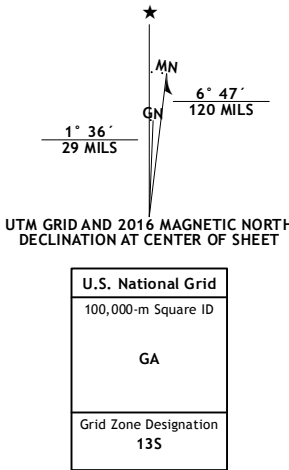 ★
MN
GN
6° 47´
120 MILS
1° 36´
29 MILS
UTM GRID AND 2016 MAGNETIC NORTH
DECLINATION AT CENTER OF SHEET
U.S. National Grid
100,000-m Square ID
GA
Grid Zone Designation
13S